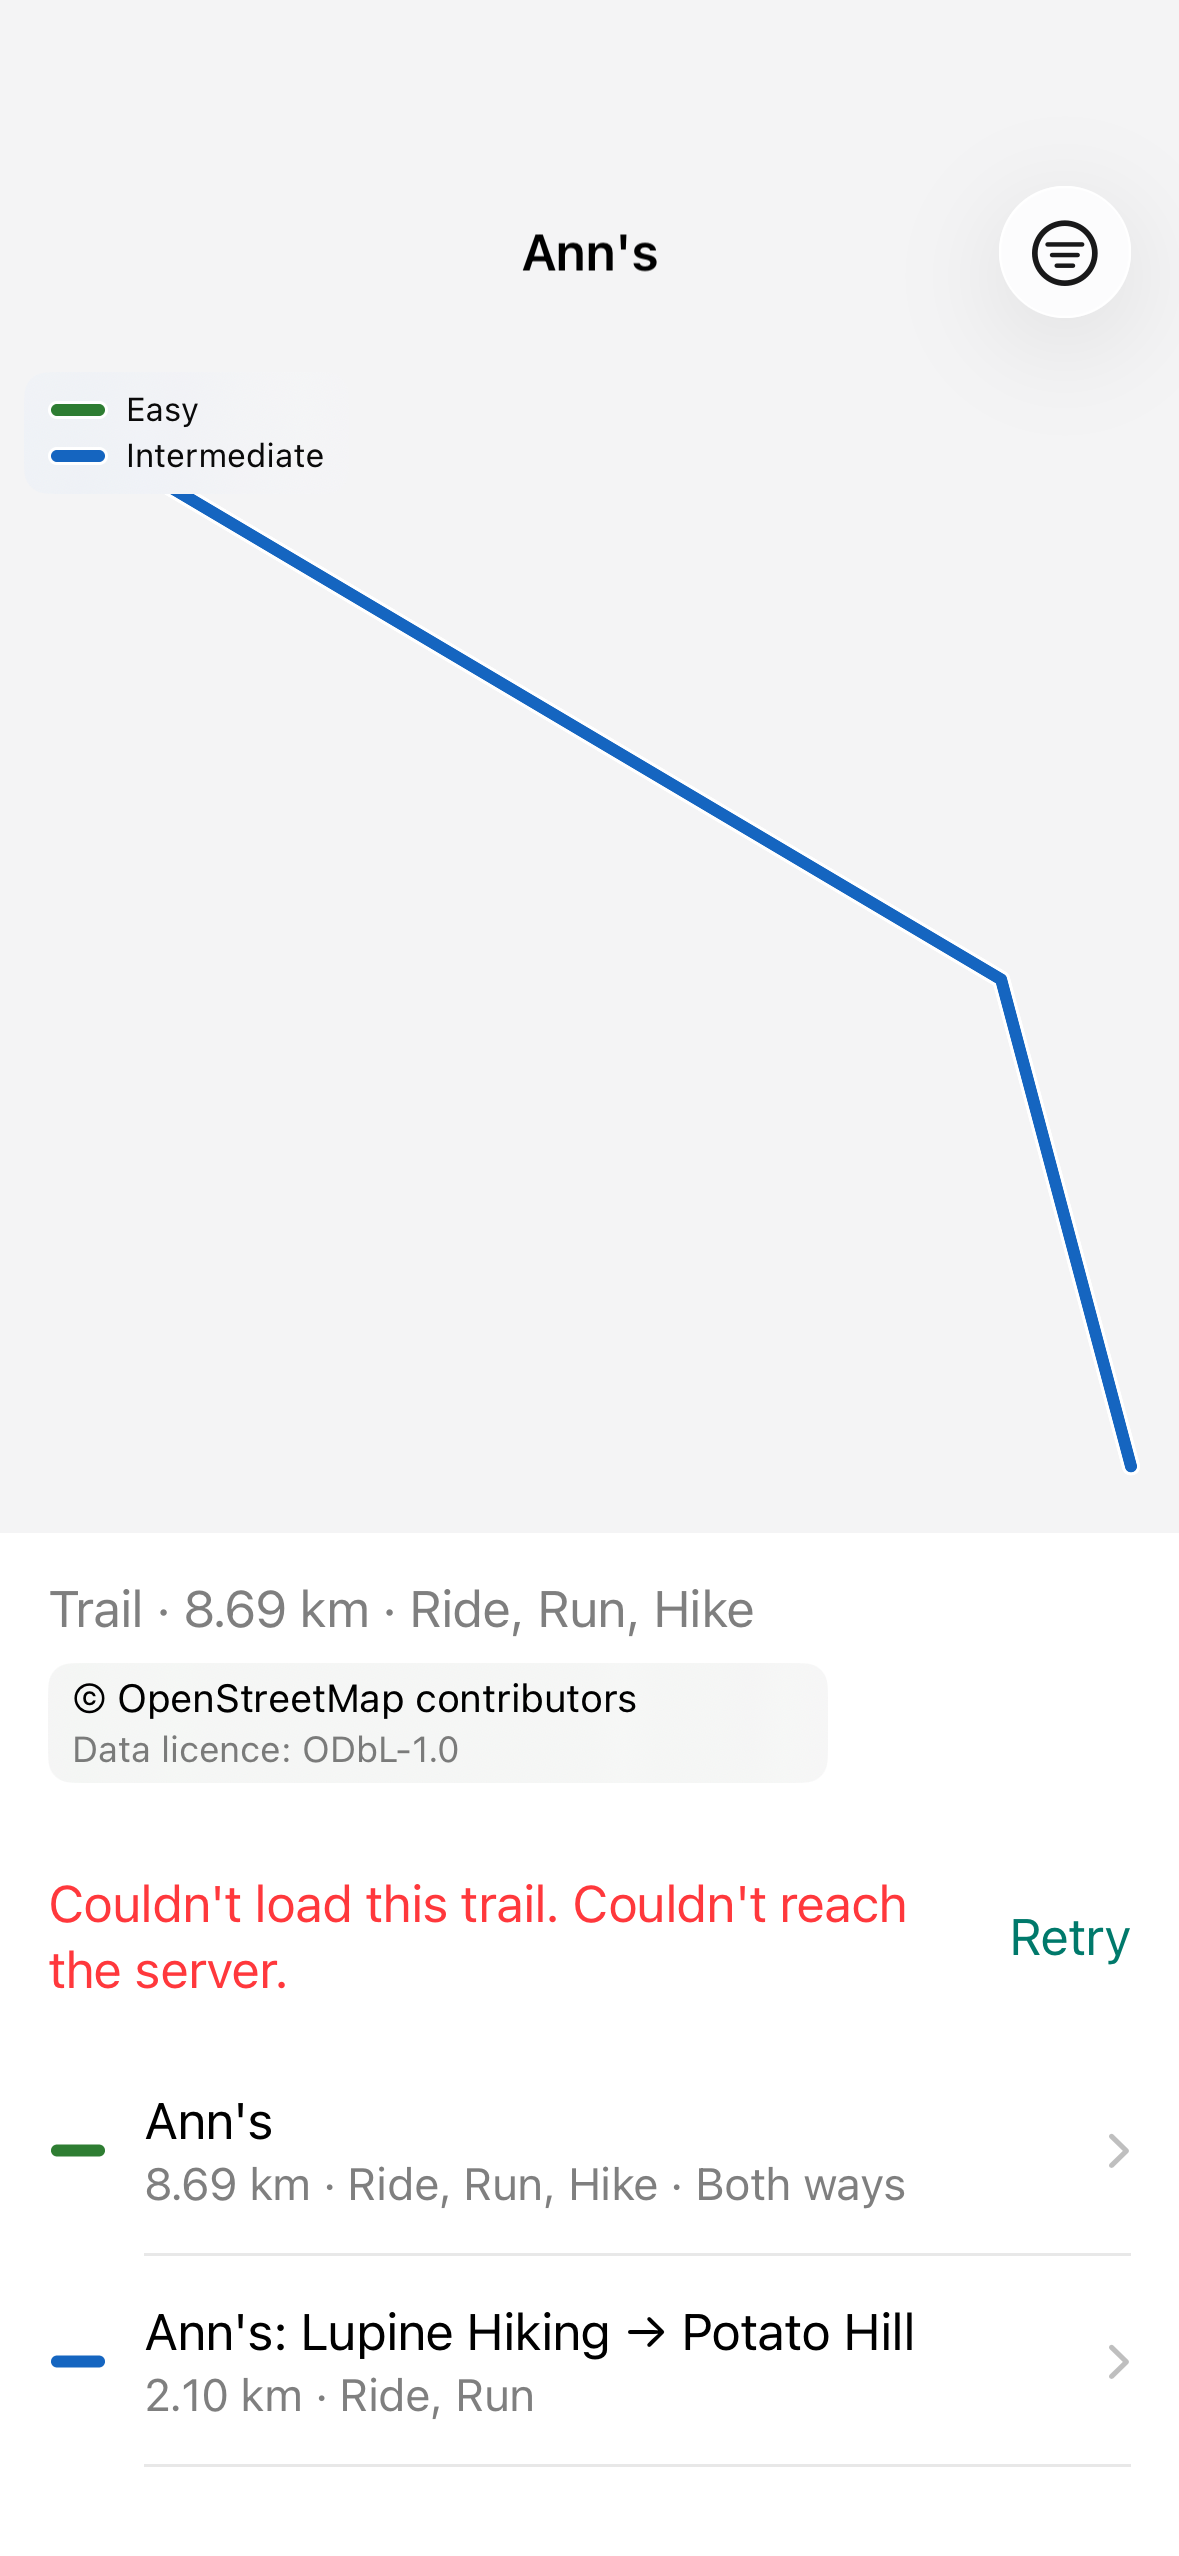 Ann's
Easy
Intermediate
Trail · 8.69 km · Ride, Run, Hike
© OpenStreetMap contributors
Data licence: ODbL-1.0
Couldn't load this trail. Couldn't reach
the server.
Retry
Ann's
8.69 km · Ride, Run, Hike · Both ways
Ann's: Lupine Hiking → Potato Hill
2.10 km · Ride, Run